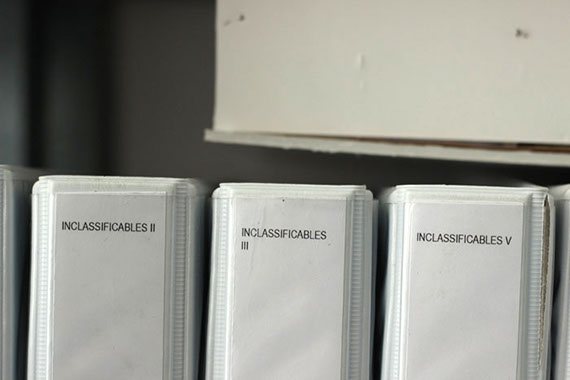 INCLASSIFICABLES II
INCLASSIFICABLES
III
INCLASSIFICABLES V